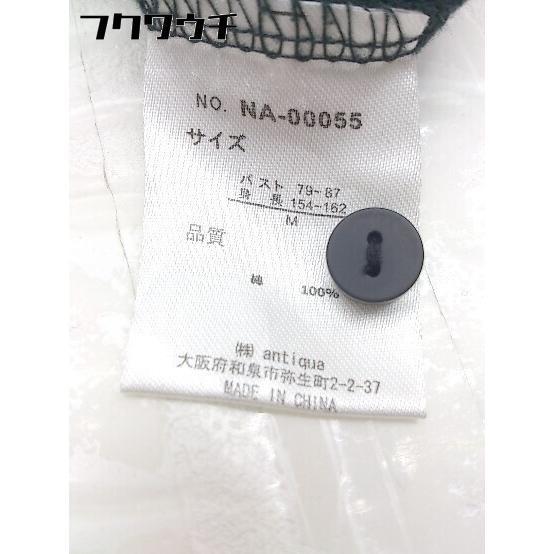 フクウクチ
NO. NA-00055
サイズ
バスト 79-87
身 長 154-162
M
品質
綿 100%
㈱ antiqua
大阪府和泉市弥生町2-2-37
MADE IN CHINA